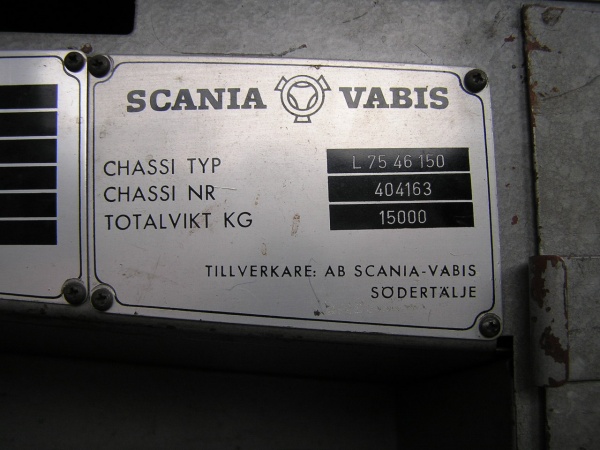 SCANIA VABIS
CHASSI TYP L 75 46 150
CHASSI NR 404163
TOTALVIKT KG 15000
TILLVERKARE: AB SCANIA-VABIS
SÖDERTÄLJE